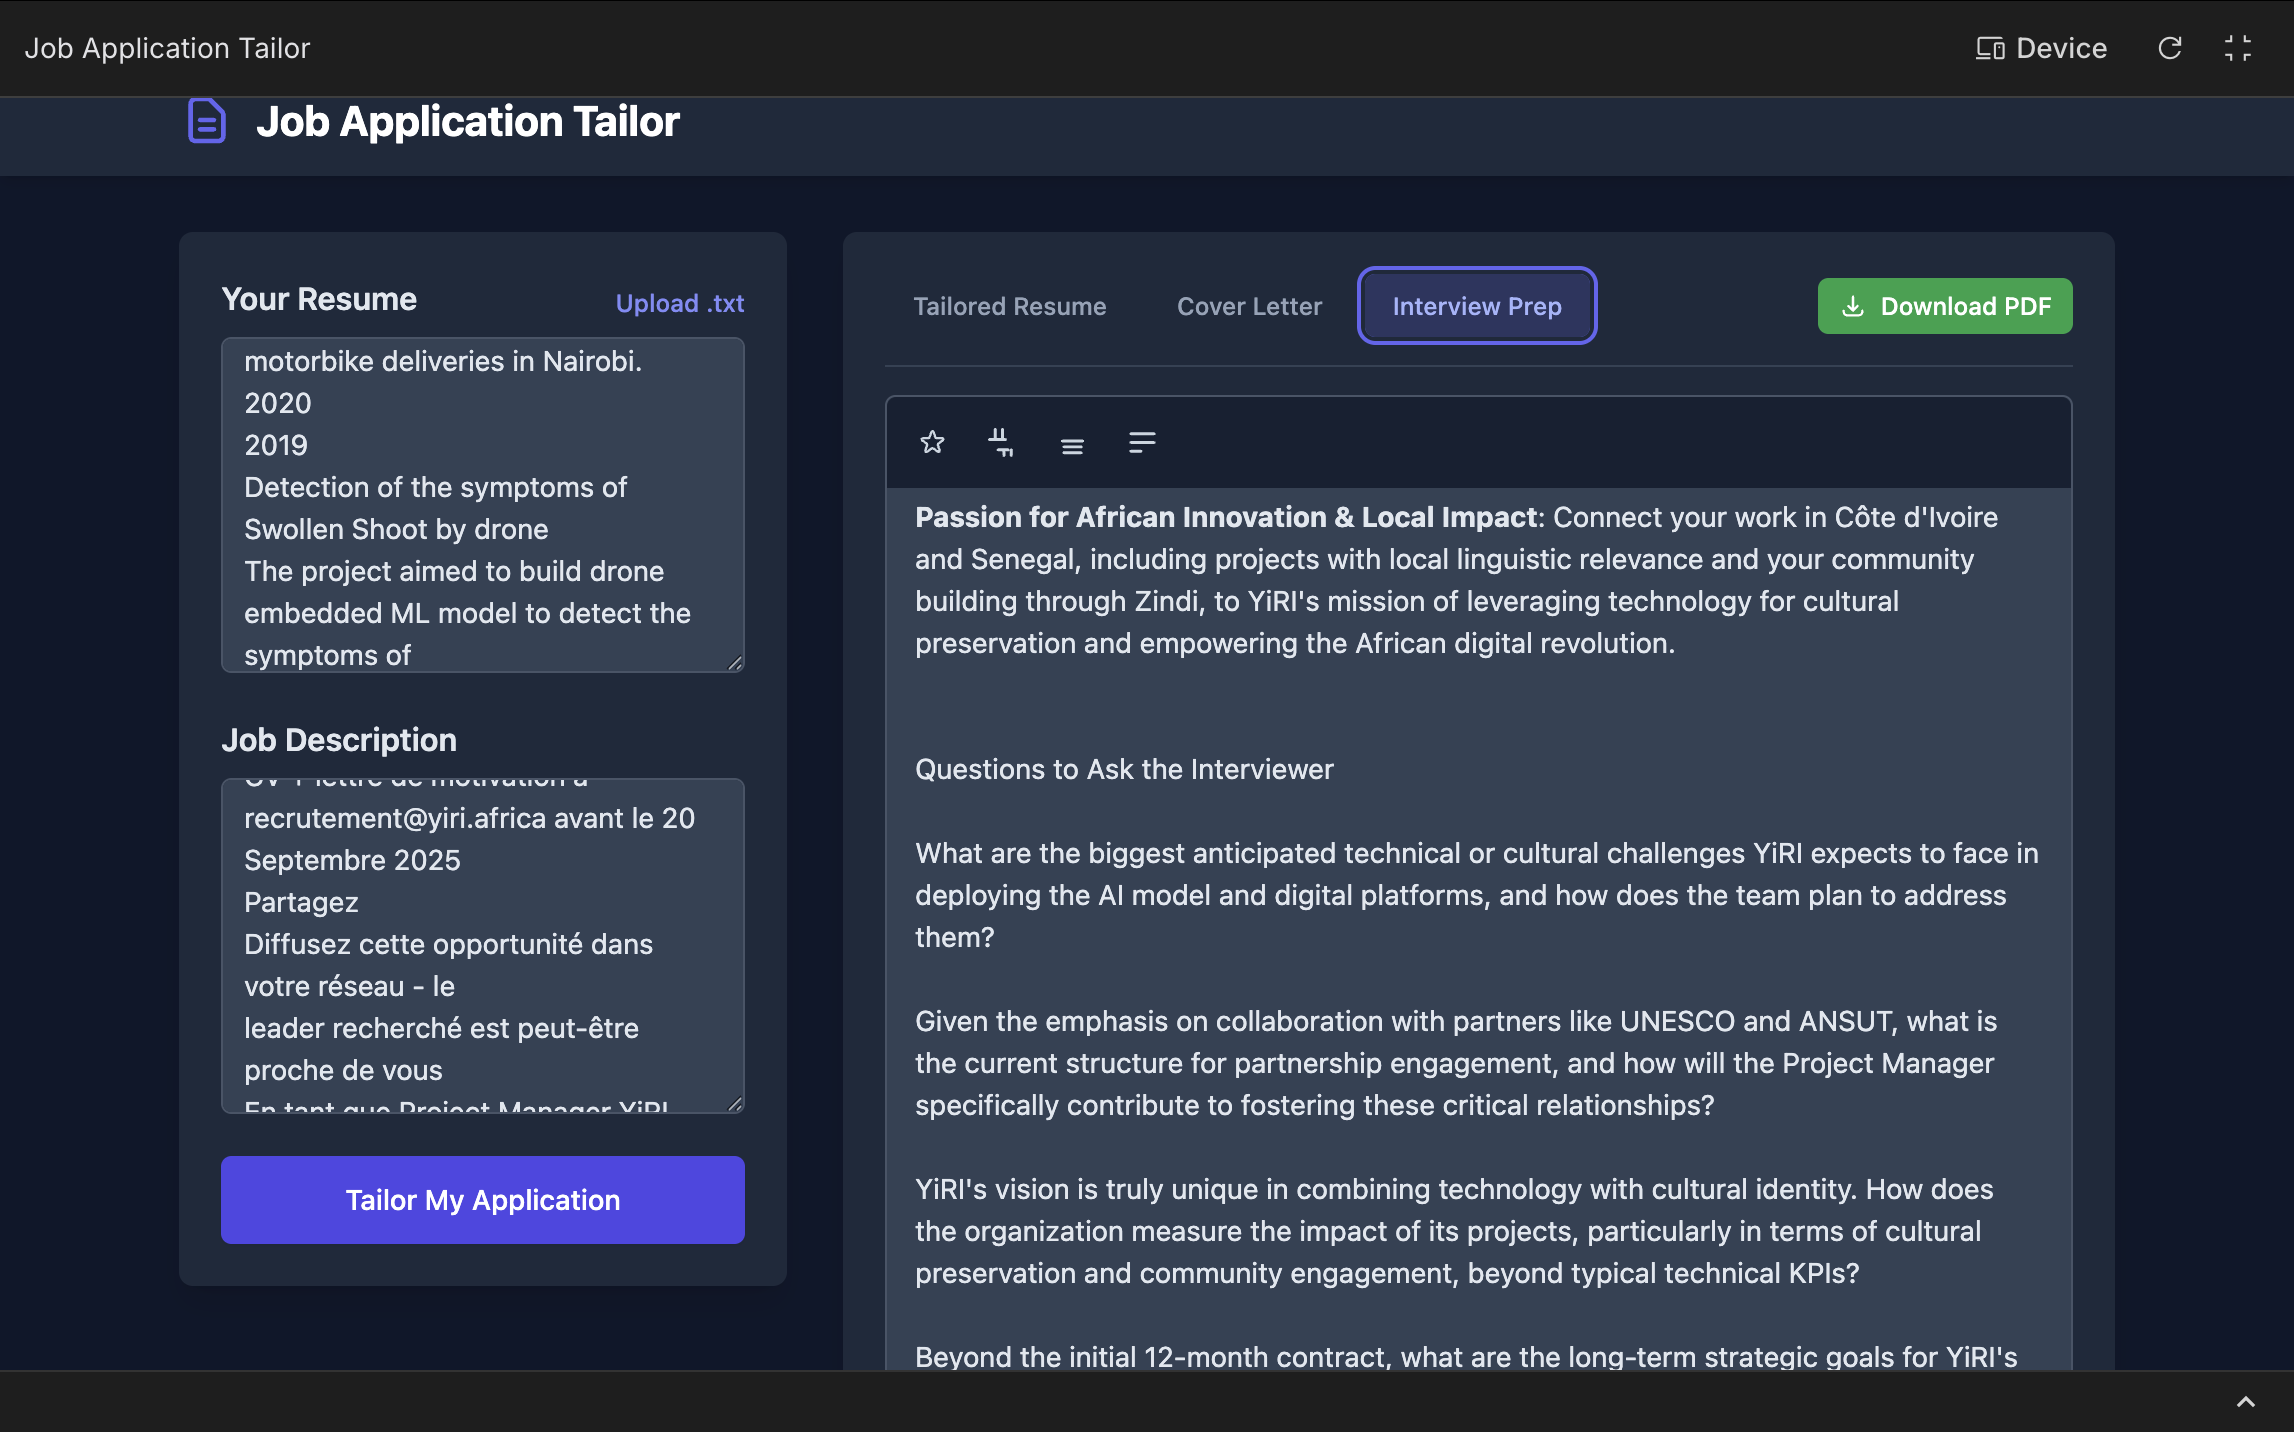 Job Application Tailor
Device
Job Application Tailor
Your Resume
Upload .txt
motorbike deliveries in Nairobi.
2020
2019
Detection of the symptoms of
Swollen Shoot by drone
The project aimed to build drone
embedded ML model to detect the
symptoms of
Job Description
CV + lettre de motivation à
recrutement@yiri.africa avant le 20
Septembre 2025
Partagez
Diffusez cette opportunité dans
votre réseau - le
leader recherché est peut-être
proche de vous
En tant que Project Manager YiRI
Tailor My Application
Tailored Resume
Cover Letter
Interview Prep
Download PDF
Passion for African Innovation & Local Impact: Connect your work in Côte d'Ivoire
and Senegal, including projects with local linguistic relevance and your community
building through Zindi, to YiRI's mission of leveraging technology for cultural
preservation and empowering the African digital revolution.
Questions to Ask the Interviewer
What are the biggest anticipated technical or cultural challenges YiRI expects to face in
deploying the AI model and digital platforms, and how does the team plan to address
them?
Given the emphasis on collaboration with partners like UNESCO and ANSUT, what is
the current structure for partnership engagement, and how will the Project Manager
specifically contribute to fostering these critical relationships?
YiRI's vision is truly unique in combining technology with cultural identity. How does
the organization measure the impact of its projects, particularly in terms of cultural
preservation and community engagement, beyond typical technical KPIs?
Beyond the initial 12-month contract, what are the long-term strategic goals for YiRI's